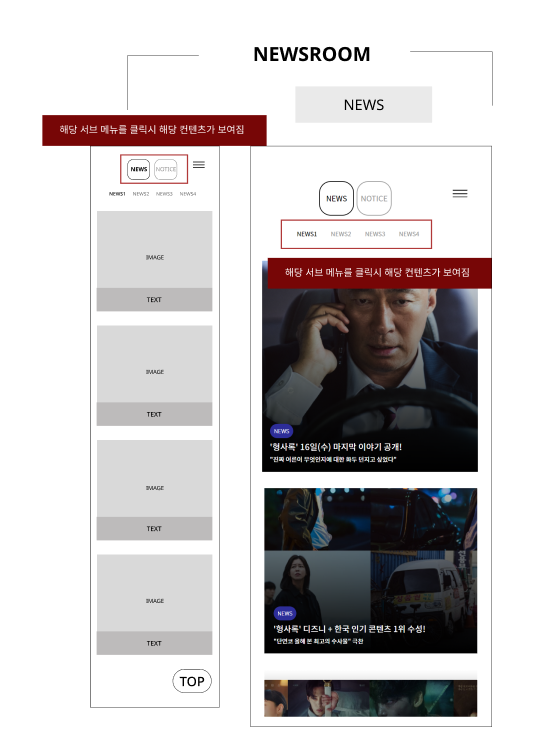 NEWSROOM
NEWS
해당 서브 메뉴를 클릭시 해당 컨텐츠가 보여짐
NEWS NOTICE
NEWS1 NEWS2 NEWS3 NEWS4
IMAGE
TEXT
IMAGE
TEXT
IMAGE
TEXT
IMAGE
TEXT
TOP
NEWS NOTICE
NEWS1 NEWS2 NEWS3 NEWS4
해당 서브 메뉴를 클릭시 해당 컨텐츠가 보여짐
NEWS
'형사록' 16일(수) 마지막 이야기 공개!
"진짜 어른이 무엇인지에 대한 화두 던지고 싶었다"
NEWS
'형사록' 디즈니 + 한국 인기 콘텐츠 1위 수성!
"단연코 올해 본 최고의 수사물" 극찬